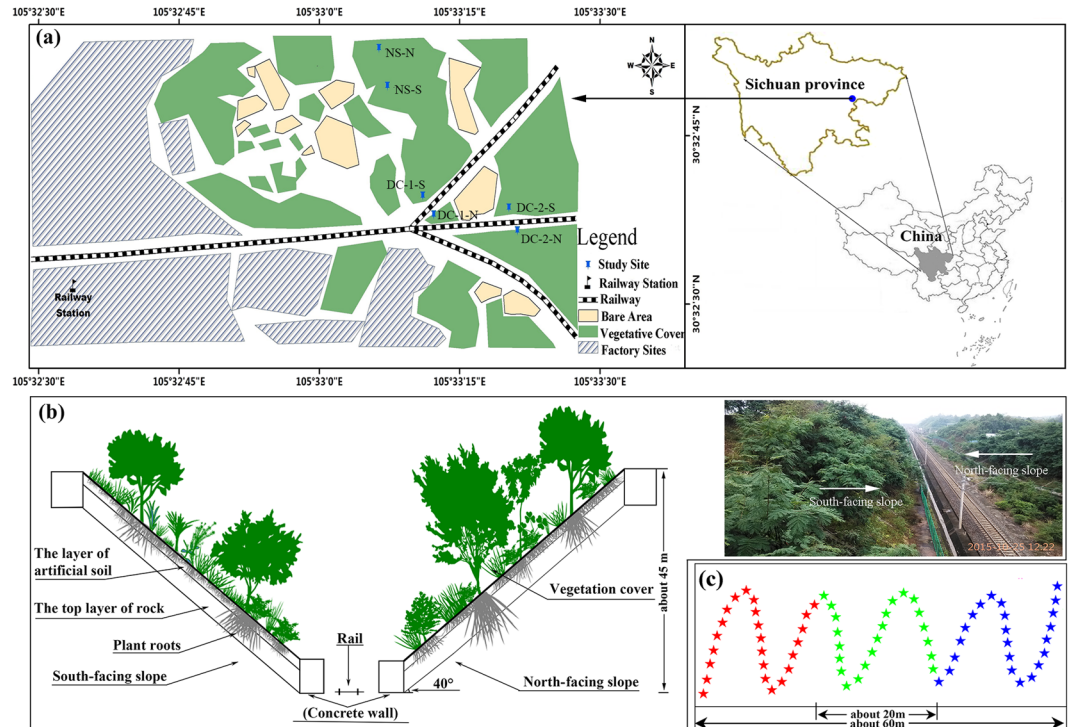 105°32'30"E 105°32'45"E 105°33'0"E 105°33'15"E 105°33'30"E
(a)
NS-N
NS-S
DC-1-S
DC-1-N
DC-2-S
DC-2-N
Railway
Station
N
W E
S
Legend
Study Site
Railway Station
Railway
Bare Area
Vegetative Cover
Factory Sites
30°32'45"N
30°32'30"N
Sichuan province
China
105°32'30"E 105°32'45"E 105°33'0"E 105°33'15"E 105°33'30"E
(b)
The layer of
artificial soil
The top layer of rock
Plant roots
South-facing slope
Rail
(Concrete wall)
40°
Vegetation cover
North-facing slope
about 45 m
North-facing slope
South-facing slope
2015-10-25 12:22
(c)
about 20m
about 60m